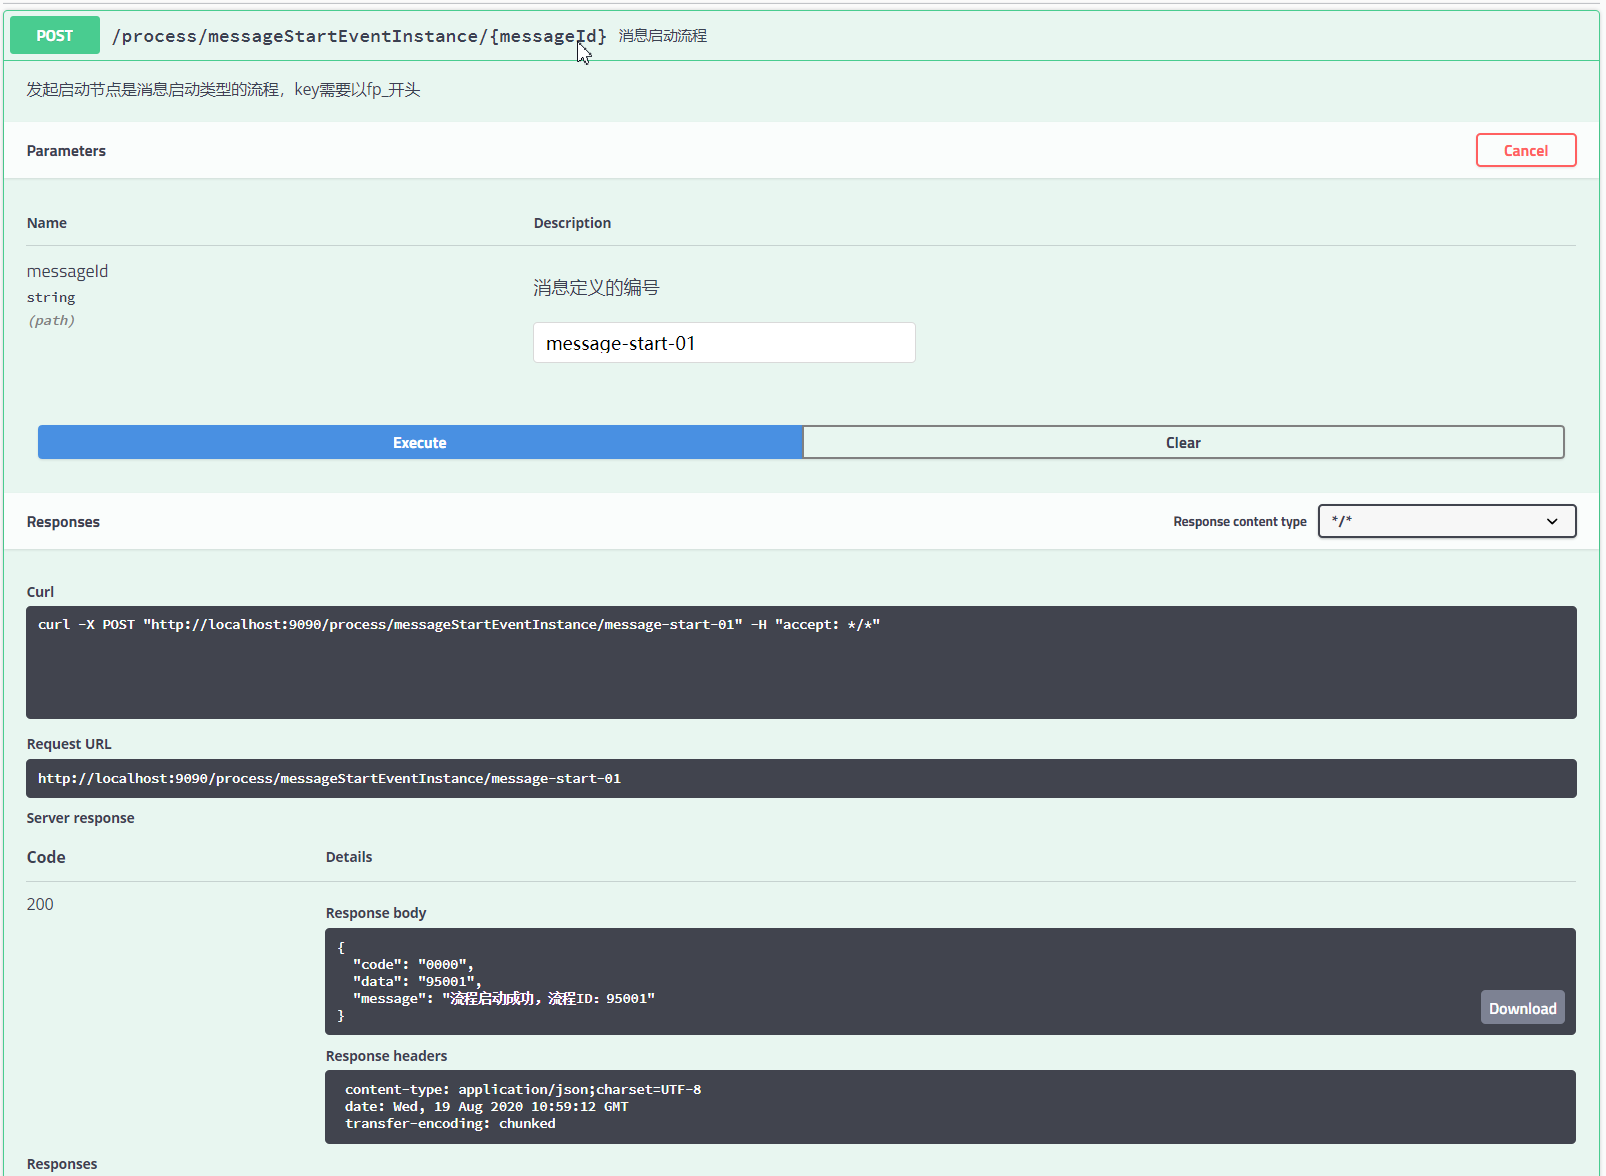 POST /process/messageStartEventInstance/{messageId} 消息启动流程
发起启动节点是消息启动类型的流程，key需要以fp_开头
Parameters Cancel
Name Description
messageId
string
(path)
消息定义的编号
message-start-01
Execute Clear
Responses Response content type */*
Curl
curl -X POST "http://localhost:9090/process/messageStartEventInstance/message-start-01" -H "accept: */*"
Request URL
http://localhost:9090/process/messageStartEventInstance/message-start-01
Server response
Code Details
200
Response body
{
"code": "0000",
"data": "95001",
"message": "流程启动成功，流程ID：95001"
}
Download
Response headers
content-type: application/json;charset=UTF-8
date: Wed, 19 Aug 2020 10:59:12 GMT
transfer-encoding: chunked
Responses